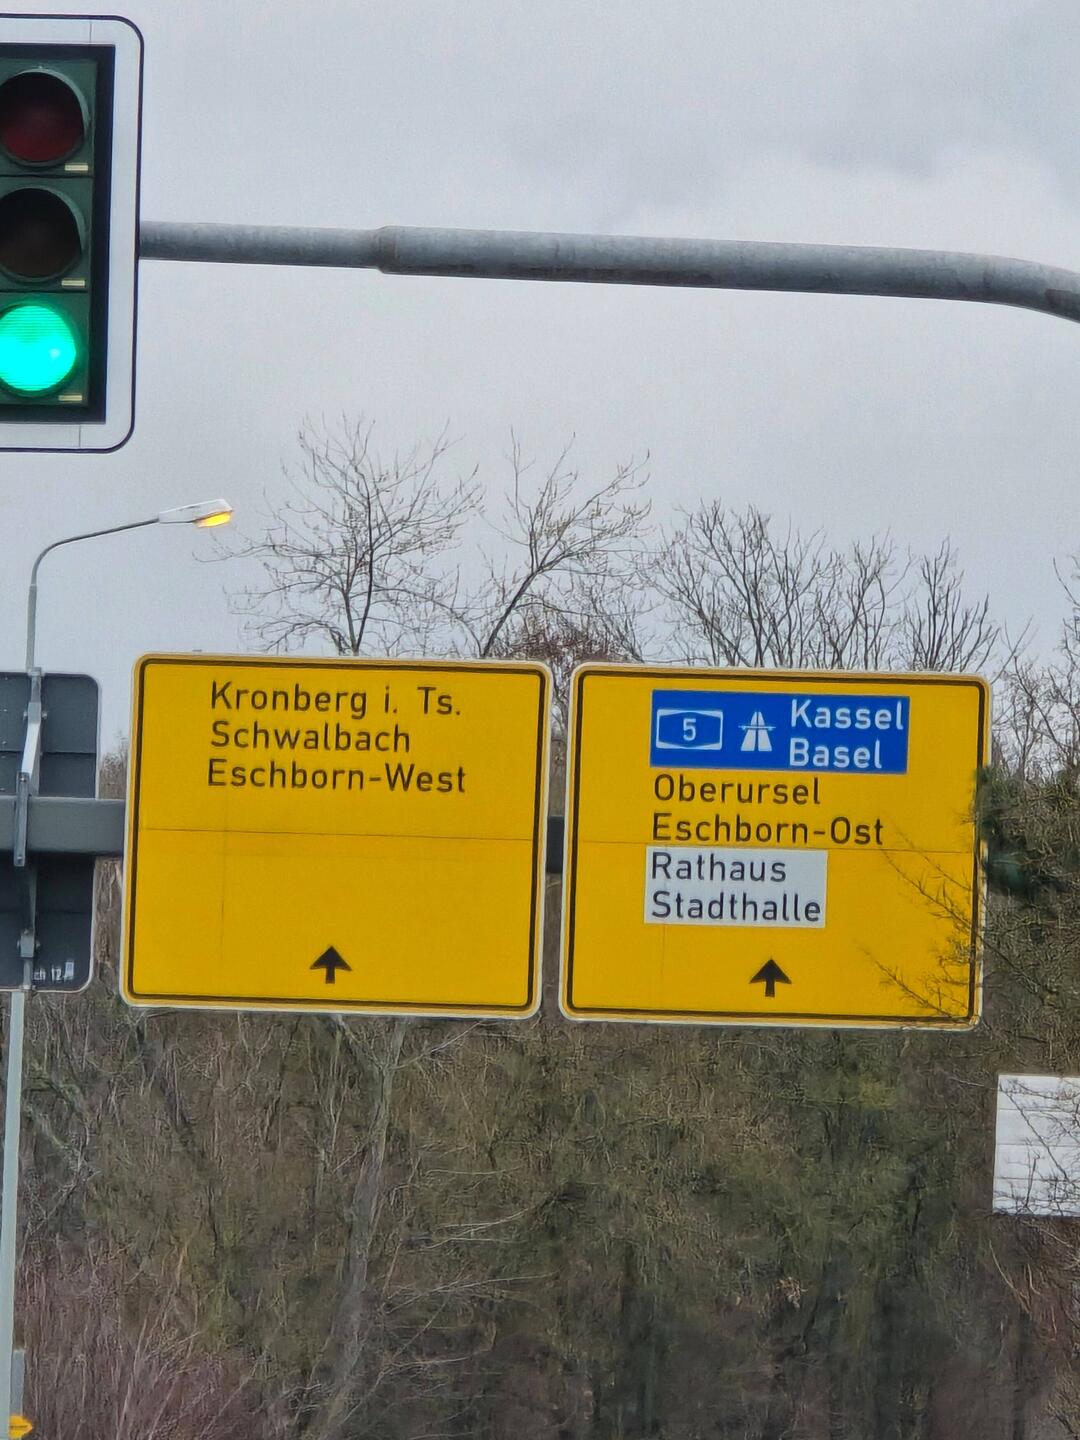 Kronberg i. Ts.
Schwalbach
Eschborn-West
5 Kassel
Basel
Oberursel
Eschborn-Ost
Rathaus
Stadthalle